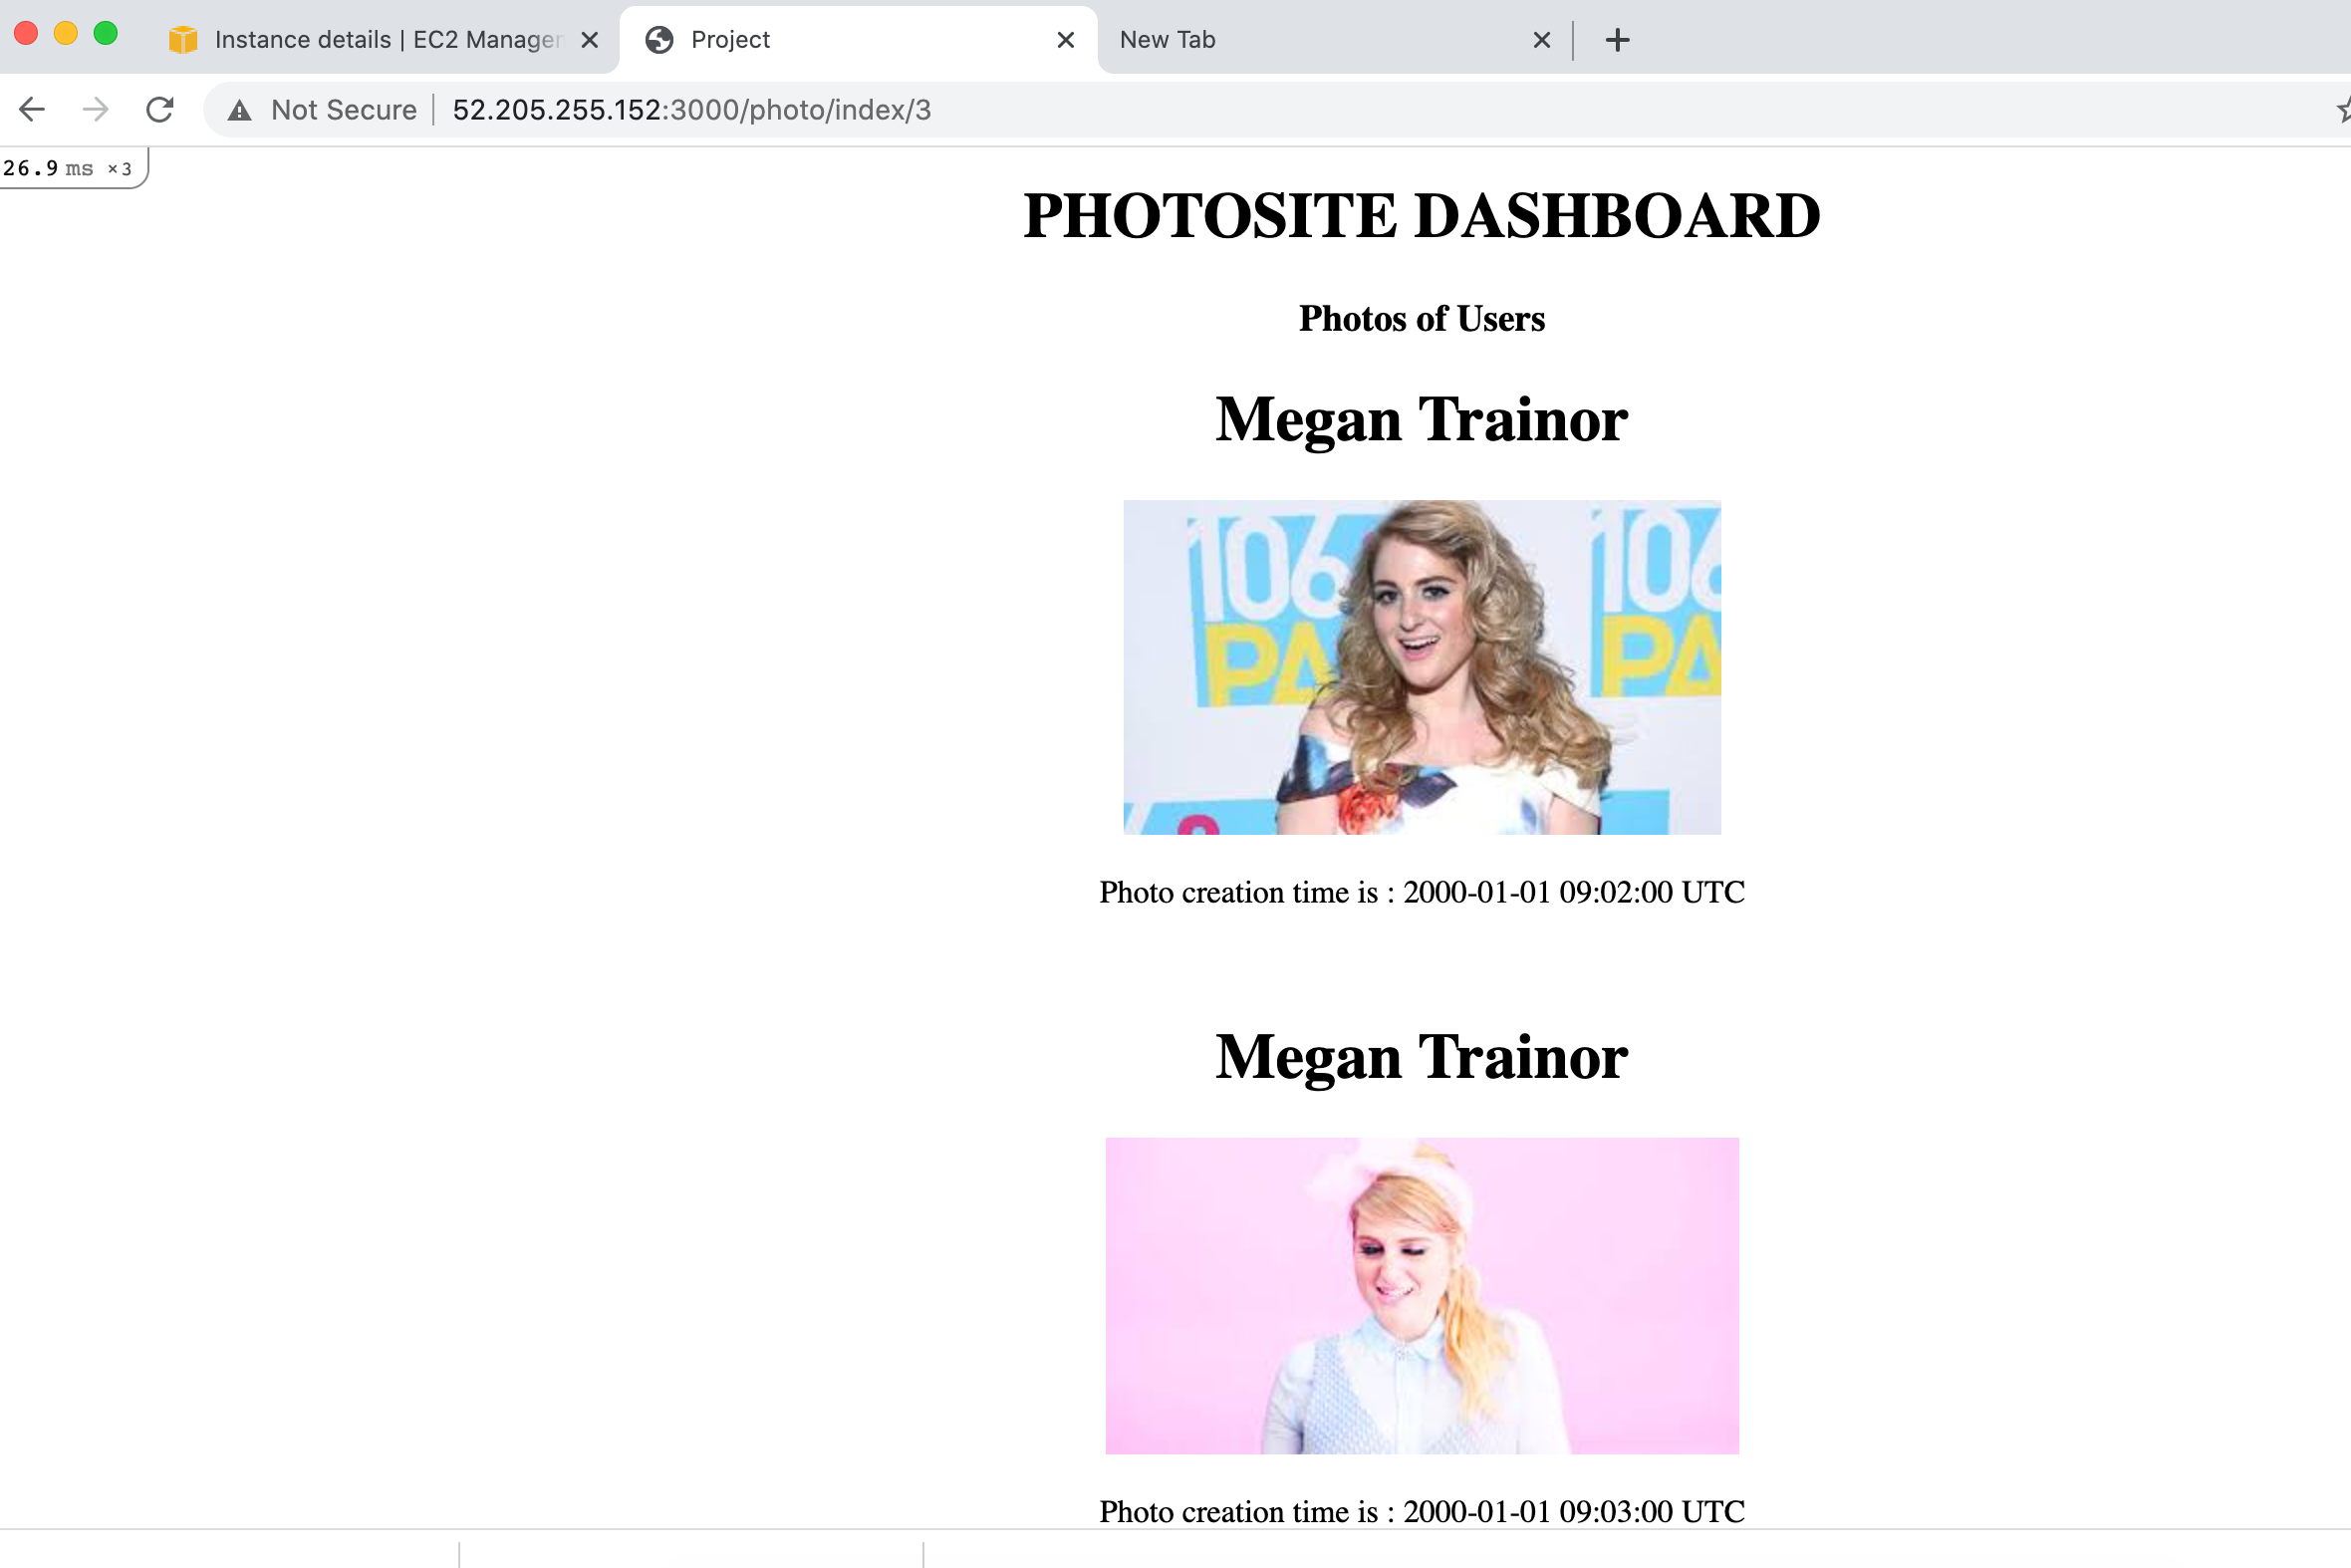 Instance details | EC2 Manager
Project
New Tab
Not Secure
52.205.255.152:3000/photo/index/3
26.9 ms ×3
PHOTOSITE DASHBOARD
Photos of Users
Megan Trainor
106 106
PA PA
Photo creation time is : 2000-01-01 09:02:00 UTC
Megan Trainor
Photo creation time is : 2000-01-01 09:03:00 UTC